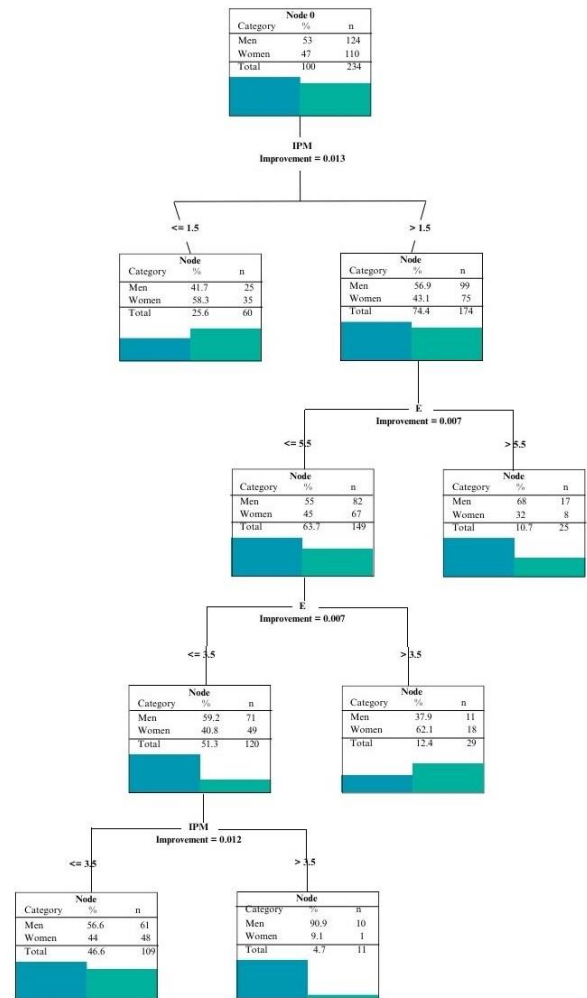 Node 0
Category % n
Men 53 124
Women 47 110
Total 100 234
IPM
Improvement = 0.013
<= 1.5 > 1.5
Node
Category % n
Men 41.7 25
Women 58.3 35
Total 25.6 60
Node
Category % n
Men 56.9 99
Women 43.1 75
Total 74.4 174
E
Improvement = 0.007
<= 5.5 > 5.5
Node
Category % n
Men 55 82
Women 45 67
Total 63.7 149
Node
Category % n
Men 68 17
Women 32 8
Total 10.7 25
E
Improvement = 0.007
<= 3.5 > 3.5
Node
Category % n
Men 59.2 71
Women 40.8 49
Total 51.3 120
Node
Category % n
Men 37.9 11
Women 62.1 18
Total 12.4 29
IPM
Improvement = 0.012
<= 3.5 > 3.5
Node
Category % n
Men 56.6 61
Women 44 48
Total 46.6 109
Node
Category % n
Men 90.9 10
Women 9.1 1
Total 4.7 11